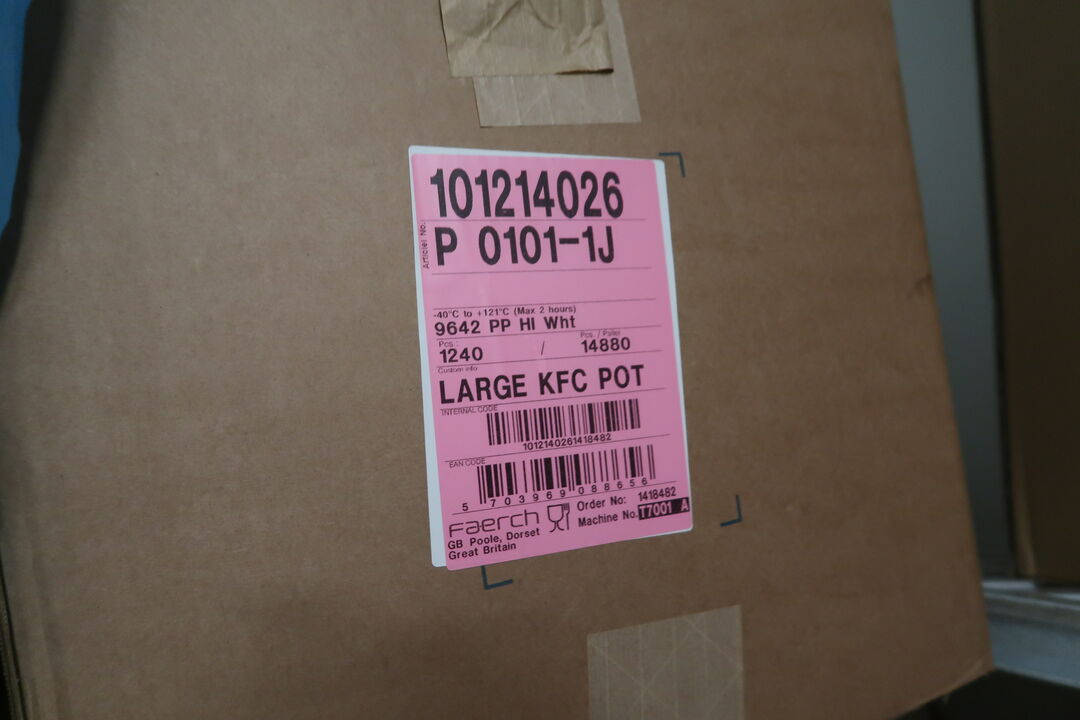 101214026
Articlel No.:
P 0101-1J
-40°C to +121°C (Max 2 hours)
9642 PP HI Wht
Pcs.: Pcs. / Pallet
1240 / 14880
Custom info:
LARGE KFC POT
INTERNAL CODE
1012140261418482
EAN CODE
5 703969 088656
faerch Order No: 1418482
GB Poole, Dorset Machine No. T7001 A
Great Britain